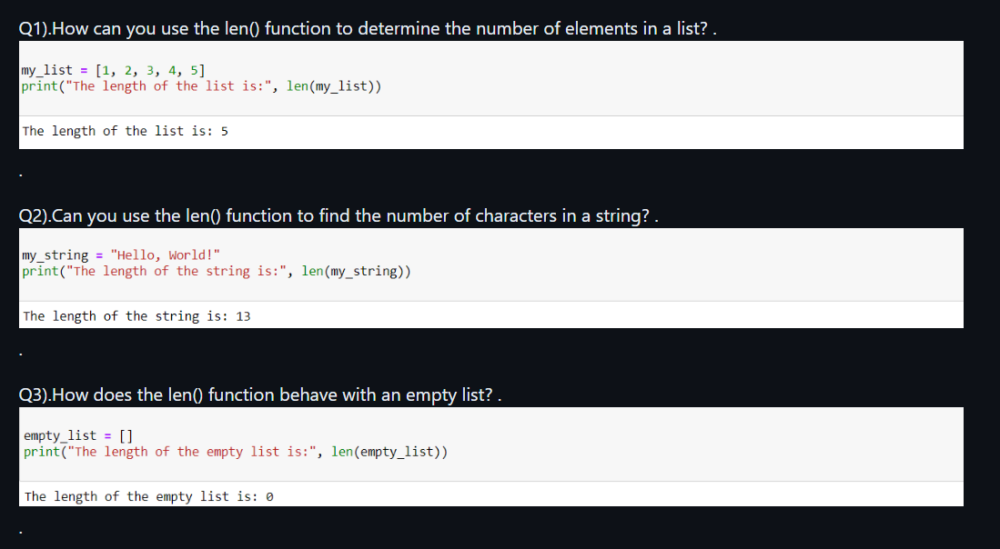 Q1).How can you use the len() function to determine the number of elements in a list? .
my_list = [1, 2, 3, 4, 5]
print("The length of the list is:", len(my_list))
The length of the list is: 5
.
Q2).Can you use the len() function to find the number of characters in a string? .
my_string = "Hello, World!"
print("The length of the string is:", len(my_string))
The length of the string is: 13
.
Q3).How does the len() function behave with an empty list? .
empty_list = []
print("The length of the empty list is:", len(empty_list))
The length of the empty list is: 0
.